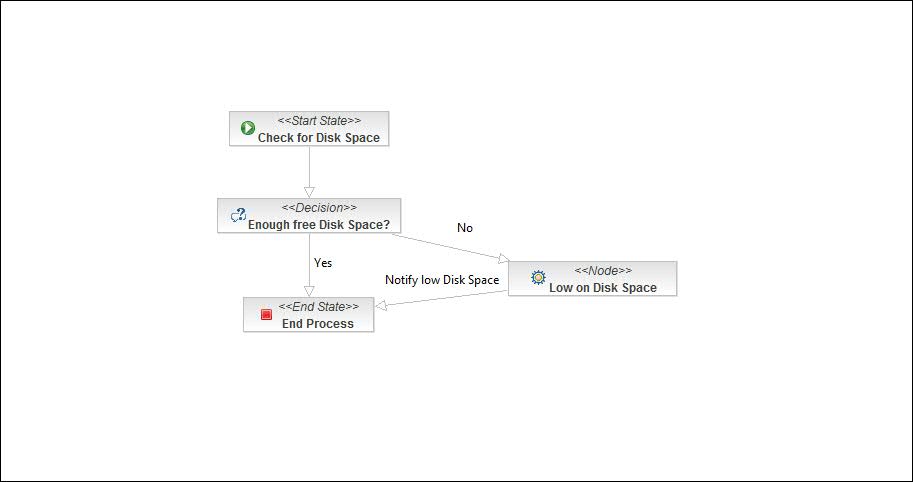 <<Start State>>
Check for Disk Space
<<Decision>>
Enough free Disk Space?
No
Yes
<<Node>>
Low on Disk Space
Notify low Disk Space
<<End State>>
End Process